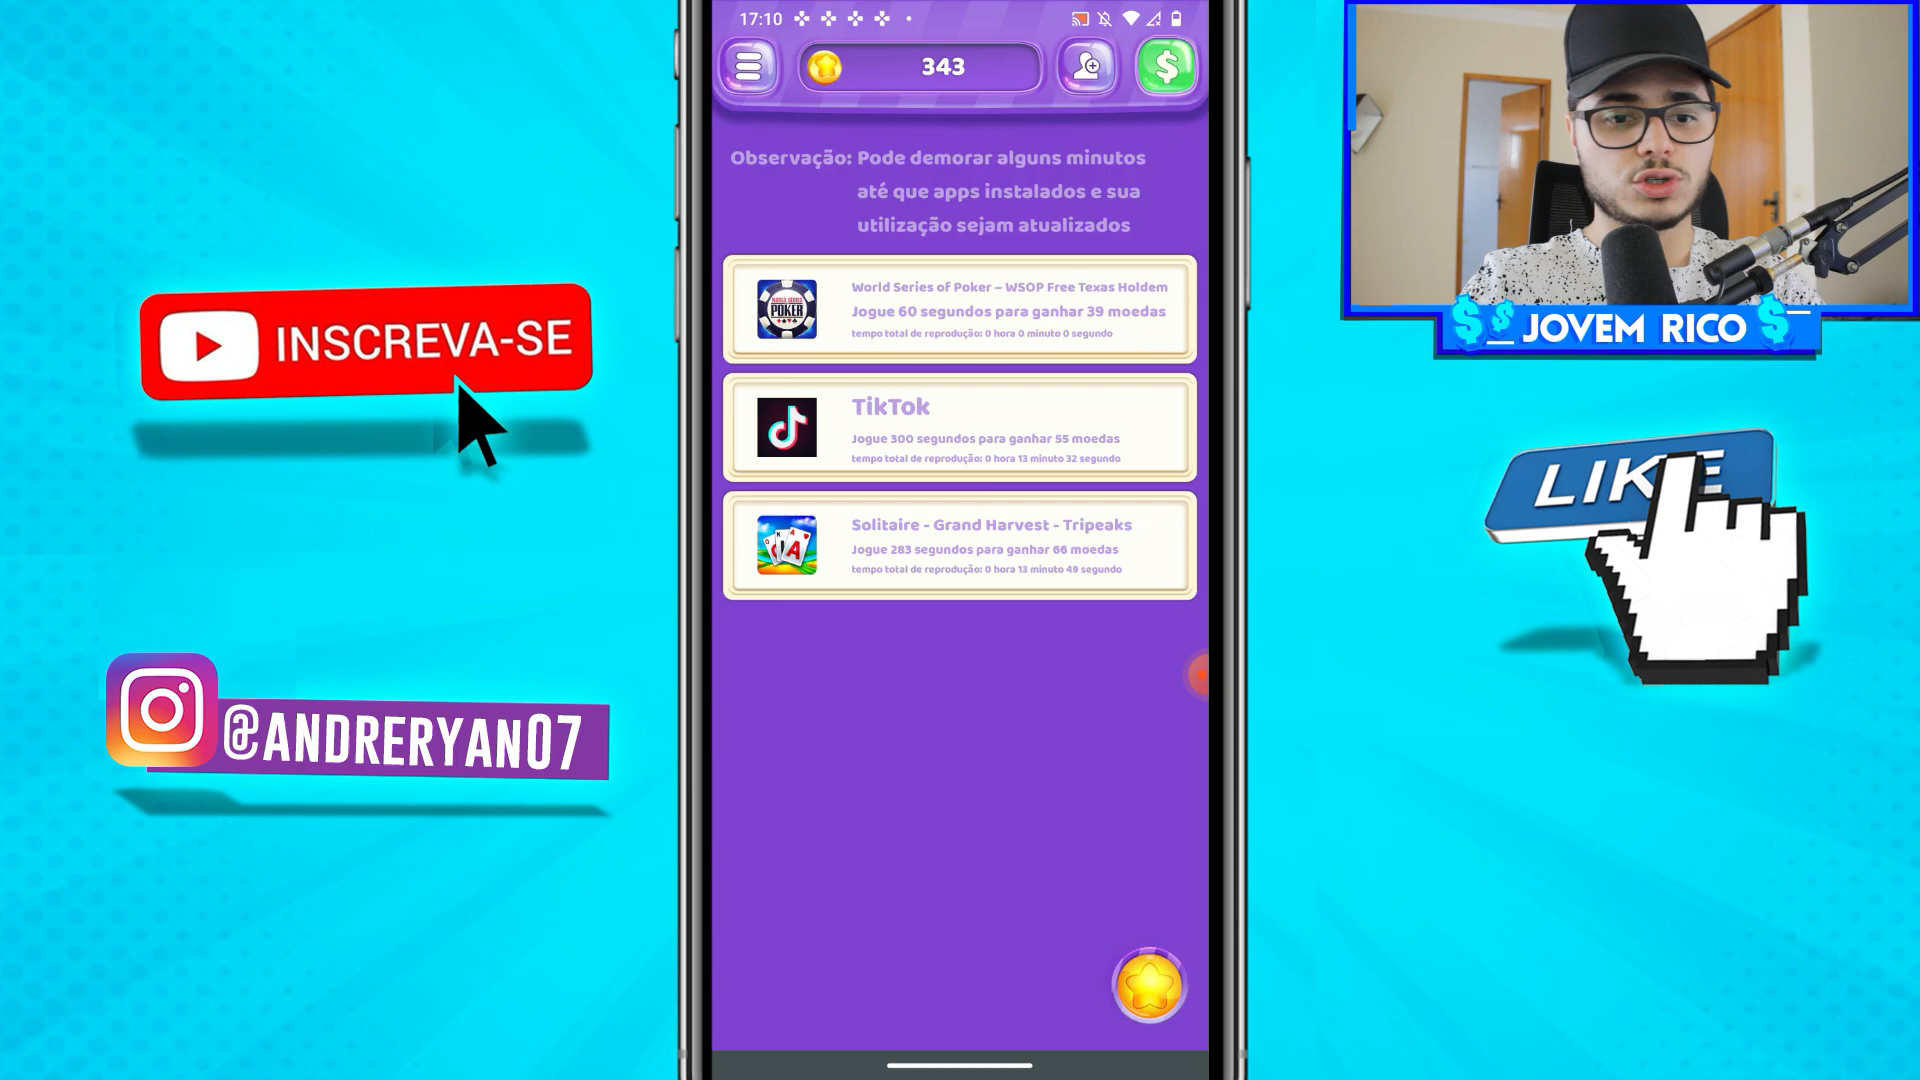 17:10
343
Observação: Pode demorar alguns minutos
até que apps instalados e sua
utilização sejam atualizados
WORLD SERIES
POKER
World Series of Poker – WSOP Free Texas Holdem
Jogue 60 segundos para ganhar 39 moedas
tempo total de reprodução: 0 hora 0 minuto 0 segundo
TikTok
Jogue 300 segundos para ganhar 55 moedas
tempo total de reprodução: 0 hora 13 minuto 32 segundo
Solitaire - Grand Harvest - Tripeaks
Jogue 283 segundos para ganhar 66 moedas
tempo total de reprodução: 0 hora 13 minuto 49 segundo
INSCREVA-SE
@ANDRERYAN07
JOVEM RICO
LIKE